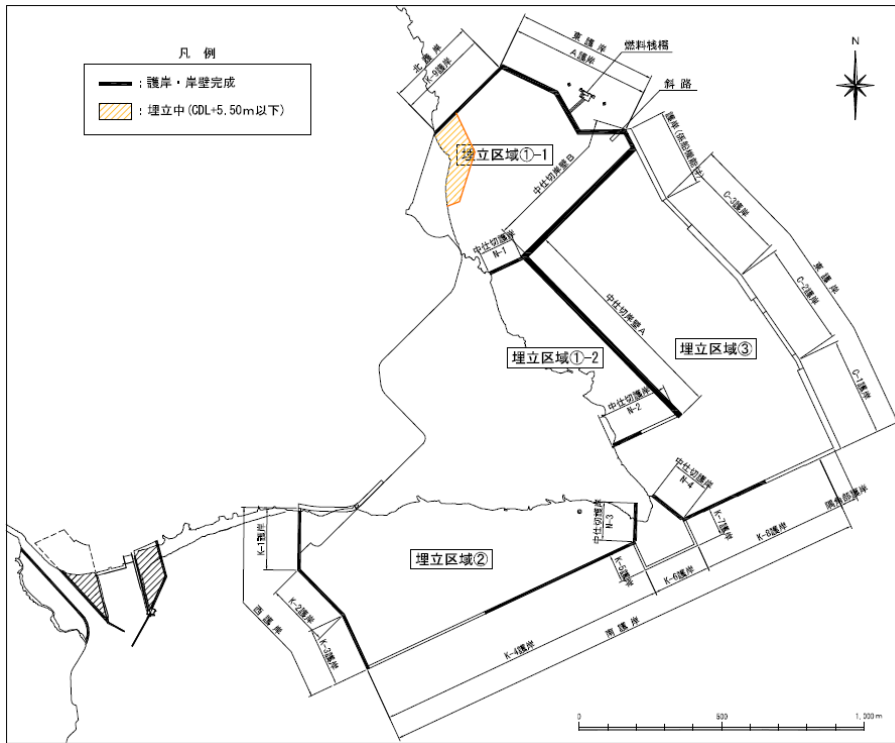 凡 例
：護岸・岸壁完成
：埋立中(CDL+5.50m以下)
北護岸
K-9護岸
東護岸
A護岸
燃料桟橋
斜路
N
埋立区域①-1
中仕切岸壁B
中仕切護岸
N-1
C-3護岸
東護岸
C-2護岸
C-1護岸
中仕切岸壁A
埋立区域①-2
埋立区域③
中仕切護岸
N-2
中仕切護岸
N-4
隅角部護岸
K-7護岸
K-8護岸
中仕切護岸
N-3
K-5護岸
K-6護岸
K-1護岸
埋立区域②
K-2護岸
西護岸
K-3護岸
K-4護岸
南護岸
0
500
1,000m